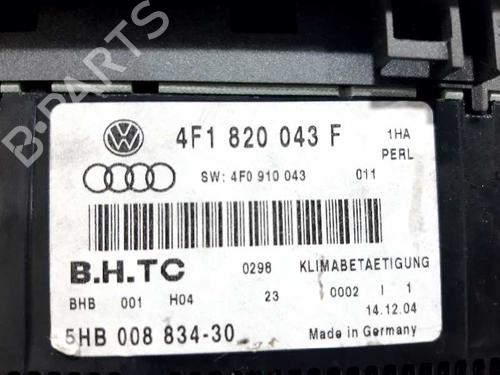 B-PARTS
4F1 820 043 F 1HA
PERL
SW: 4F0 910 043 011
B.H.TC 0298 KLIMABETAETIGUNG
BHB 001 H04 23 0002 I 1
14.12.04
5HB 008 834-30 Made in Germany